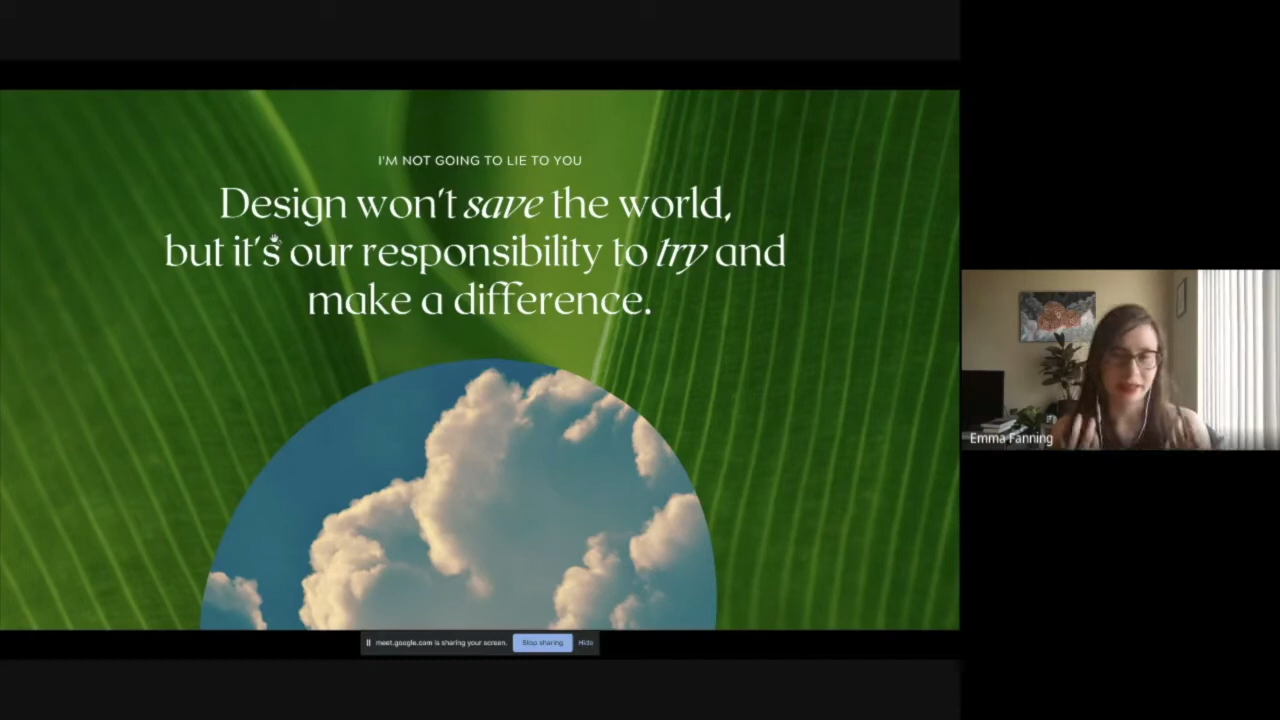 I'M NOT GOING TO LIE TO YOU
Design won't save the world,
but it's our responsibility to try and
make a difference.
Emma Fanning
meet.google.com is sharing your screen. Stop sharing Hide